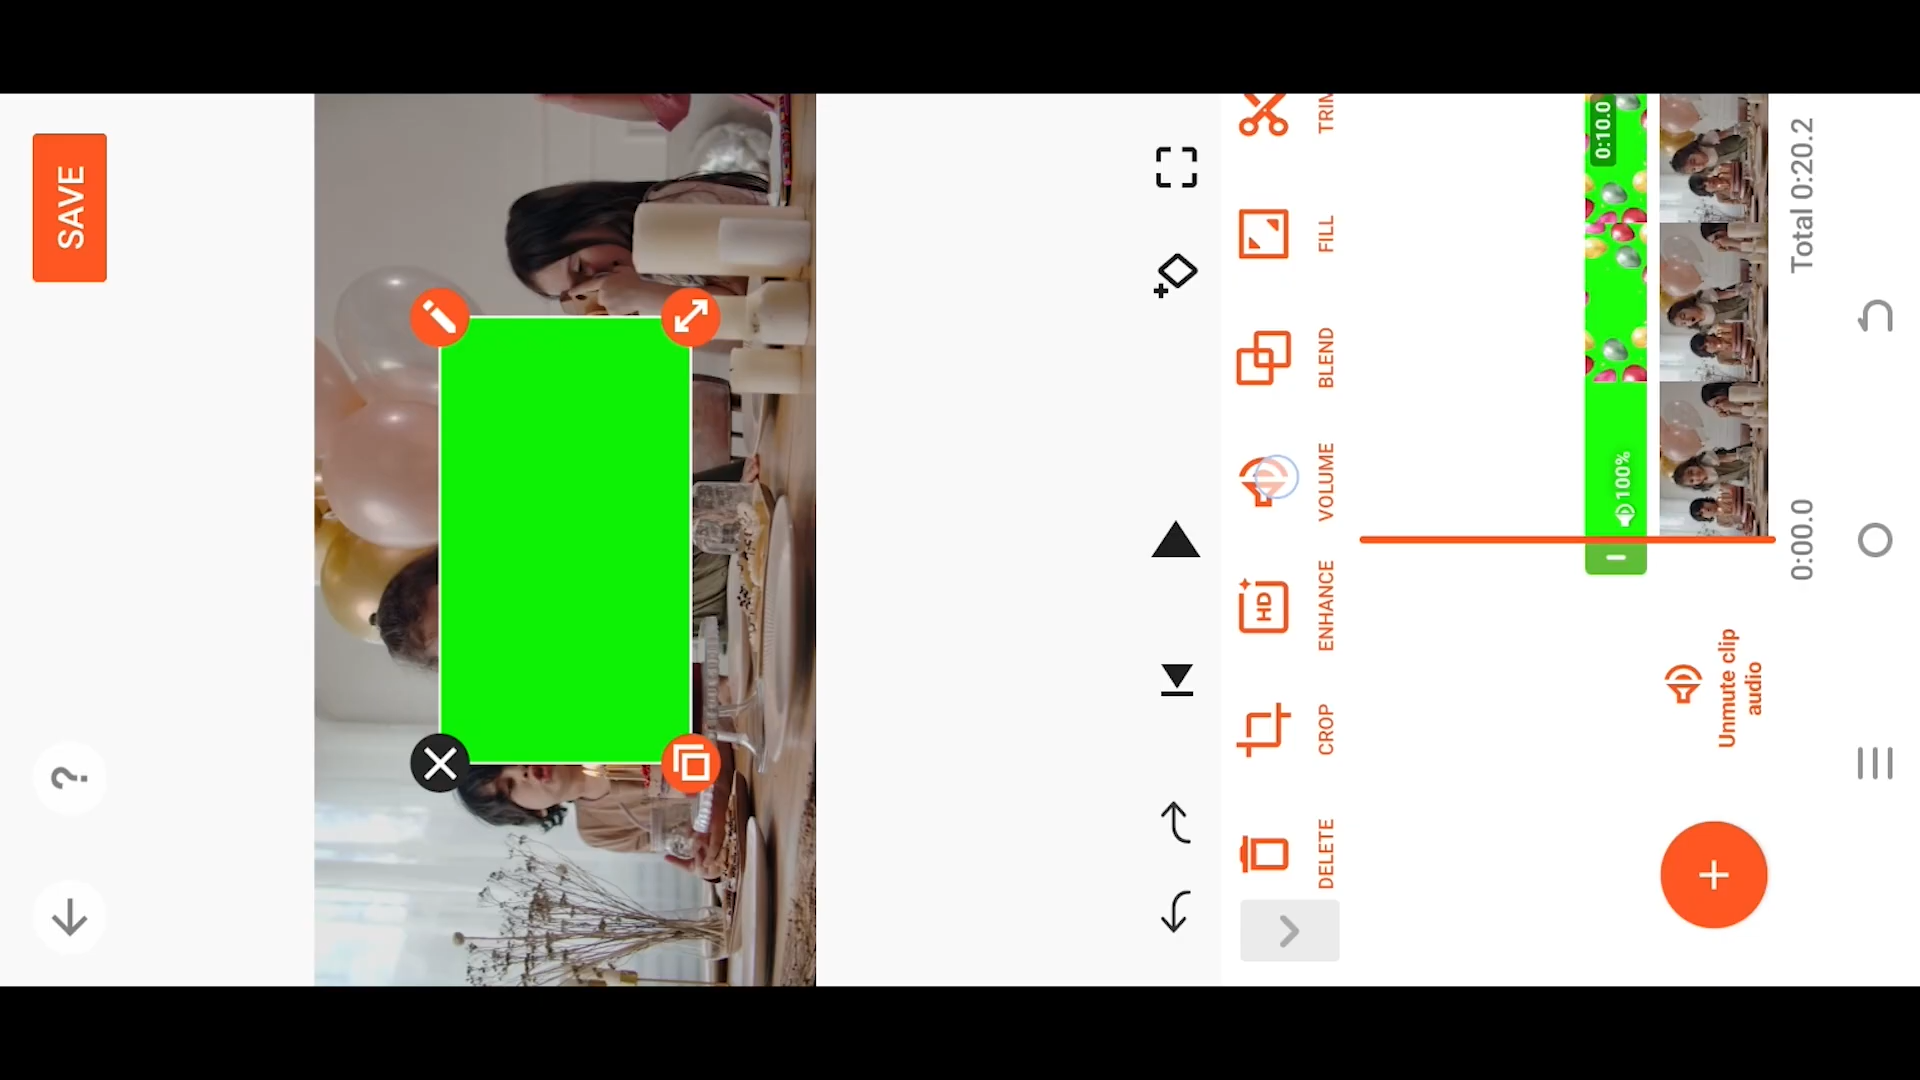 SAVE
?
DELETE
CROP
HD
ENHANCE
VOLUME
BLEND
FILL
TRIM
100%
0:10.0
Unmute clip
audio
0:00.0
Total 0:20.2